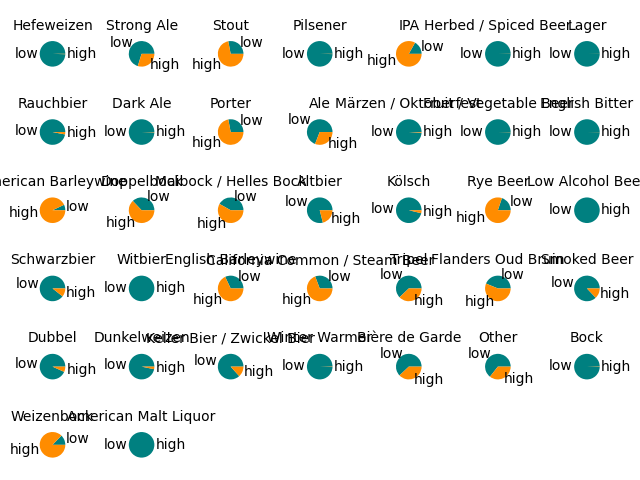 Hefeweizen Strong Ale Stout Pilsener IPA Herbed / Spiced Beer Lager
low high low high low high low high low high low high low high
Rauchbier Dark Ale Porter Ale Märzen / Oktoberfest Fruit / Vegetable Beer English Bitter
low high low high low high low high low high low high low high
American Barleywine Doppelbock Maibock / Helles Bock Altbier Kölsch Rye Beer Low Alcohol Beer
low high low high low high low high low high low high low high
Schwarzbier Witbier English Barleywine California Common / Steam Beer Tripel Flanders Oud Bruin Smoked Beer
low high low high low high low high low high low high low high
Dubbel Dunkelweizen Keller Bier / Zwickel Bier Winter Warmer Bière de Garde Other Bock
low high low high low high low high low high low high low high
Weizenbock American Malt Liquor
low high low high